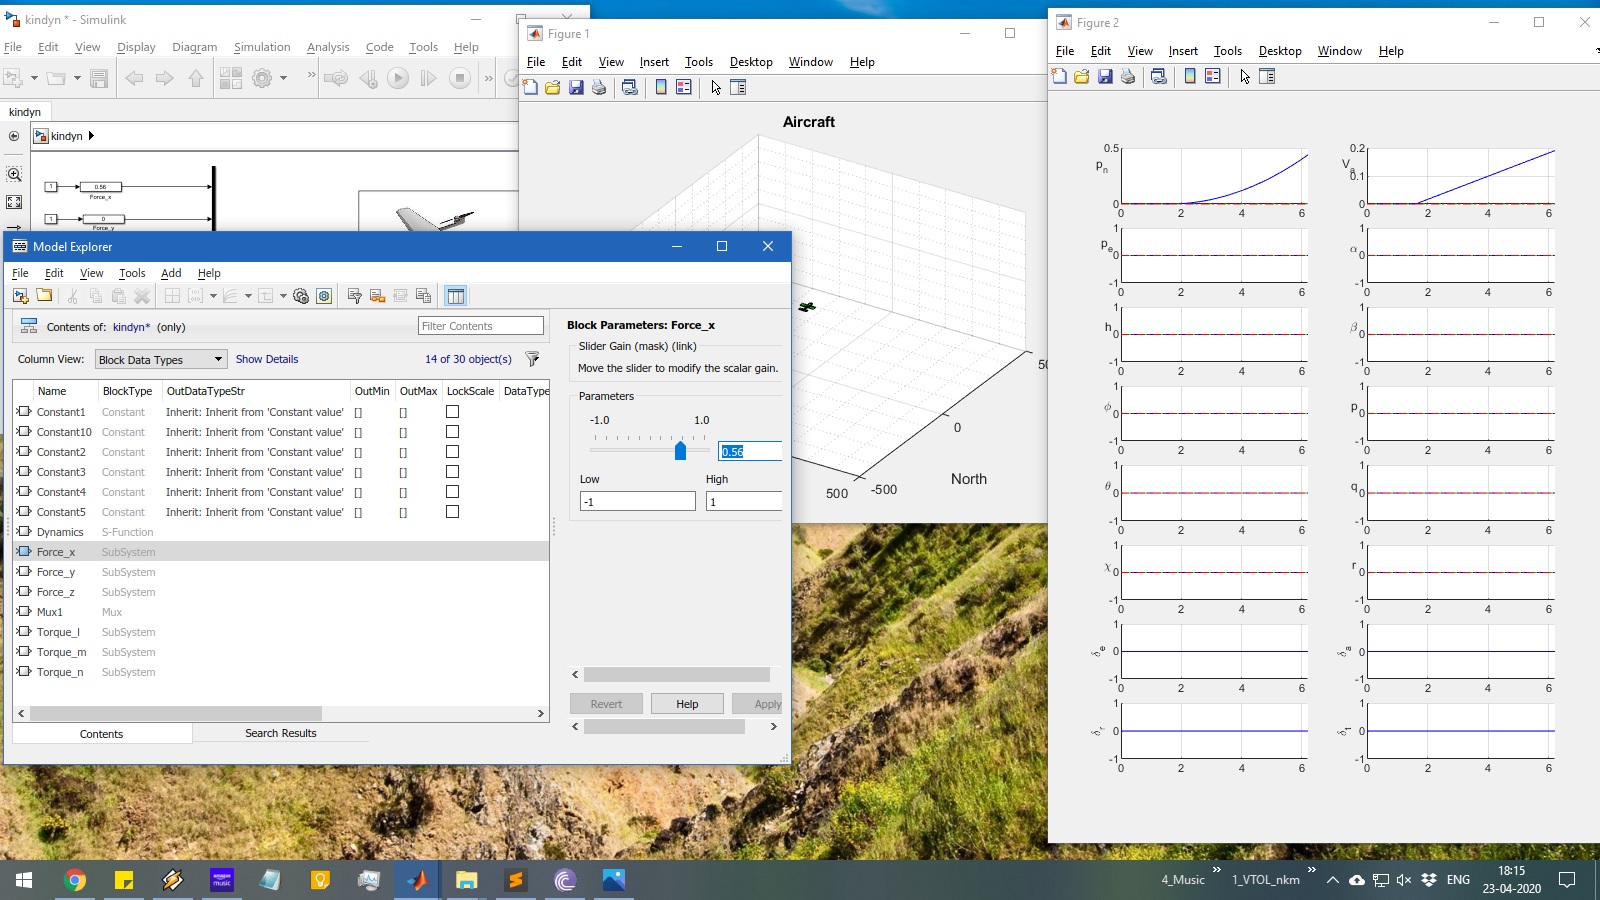 kindyn * - Simulink
File Edit View Display Diagram Simulation Analysis Code Tools Help
kindyn
kindyn
1 0.56
Force_x
1 0
Force_y
Figure 1
File Edit View Insert Tools Desktop Window Help
Aircraft
0
North
500 -500
Figure 2
File Edit View Insert Tools Desktop Window Help
0.5 0.2
pn Va
0.1
0 0
0 2 4 6 0 2 4 6
1 1
pe 0 α 0
-1 -1
0 2 4 6 0 2 4 6
1 1
h 0 β 0
-1 -1
0 2 4 6 0 2 4 6
1 1
ϕ 0 p 0
-1 -1
0 2 4 6 0 2 4 6
1 1
θ 0 q 0
-1 -1
0 2 4 6 0 2 4 6
1 1
χ 0 r 0
-1 -1
0 2 4 6 0 2 4 6
1 1
δe 0 δa 0
-1 -1
0 2 4 6 0 2 4 6
1 1
δr 0 δt 0
-1 -1
0 2 4 6 0 2 4 6
Model Explorer
File Edit View Tools Add Help
Contents of: kindyn* (only) Filter Contents
Column View: Block Data Types Show Details 14 of 30 object(s)
Name BlockType OutDataTypeStr OutMin OutMax LockScale DataType
Constant1 Constant Inherit: Inherit from 'Constant value' [] []
Constant10 Constant Inherit: Inherit from 'Constant value' [] []
Constant2 Constant Inherit: Inherit from 'Constant value' [] []
Constant3 Constant Inherit: Inherit from 'Constant value' [] []
Constant4 Constant Inherit: Inherit from 'Constant value' [] []
Constant5 Constant Inherit: Inherit from 'Constant value' [] []
Dynamics S-Function
Force_x SubSystem
Force_y SubSystem
Force_z SubSystem
Mux1 Mux
Torque_l SubSystem
Torque_m SubSystem
Torque_n SubSystem
Contents Search Results
Block Parameters: Force_x
Slider Gain (mask) (link)
Move the slider to modify the scalar gain.
Parameters
-1.0 1.0
0.56
Low High
-1 1
Revert Help Apply
amazon music
4_Music » 1_VTOL_nkm » ENG 18:15
23-04-2020